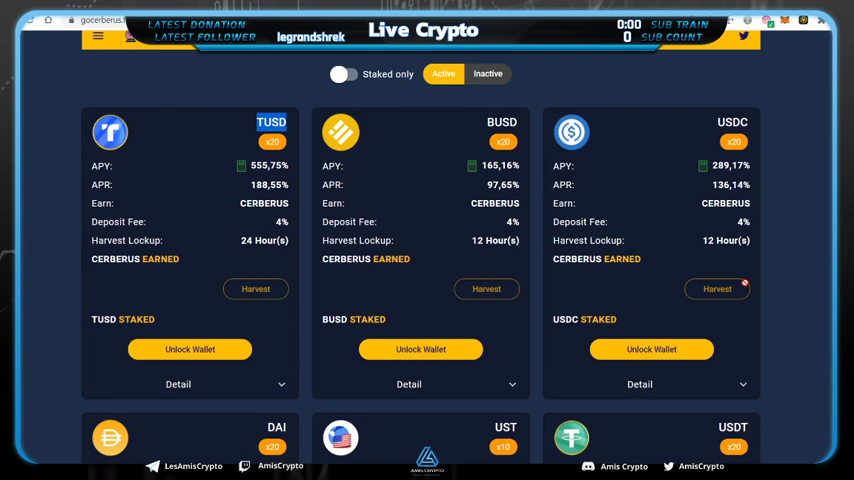 gocerberus.f
LATEST DONATION
LATEST FOLLOWER legrandshrek
Live Crypto
0:00 SUB TRAIN
0 SUB COUNT
Staked only
Active Inactive
TUSD
x20
APY: 555,75%
APR: 188,55%
Earn: CERBERUS
Deposit Fee: 4%
Harvest Lockup: 24 Hour(s)
CERBERUS EARNED
Harvest
TUSD STAKED
Unlock Wallet
Detail
BUSD
x20
APY: 165,16%
APR: 97,65%
Earn: CERBERUS
Deposit Fee: 4%
Harvest Lockup: 12 Hour(s)
CERBERUS EARNED
Harvest
BUSD STAKED
Unlock Wallet
Detail
USDC
x20
APY: 289,17%
APR: 136,14%
Earn: CERBERUS
Deposit Fee: 4%
Harvest Lockup: 12 Hour(s)
CERBERUS EARNED
Harvest
USDC STAKED
Unlock Wallet
Detail
DAI
x20
UST
x10
USDT
x20
LesAmisCrypto
AmisCrypto
AMIS CRYPTO
Amis Crypto
AmisCrypto